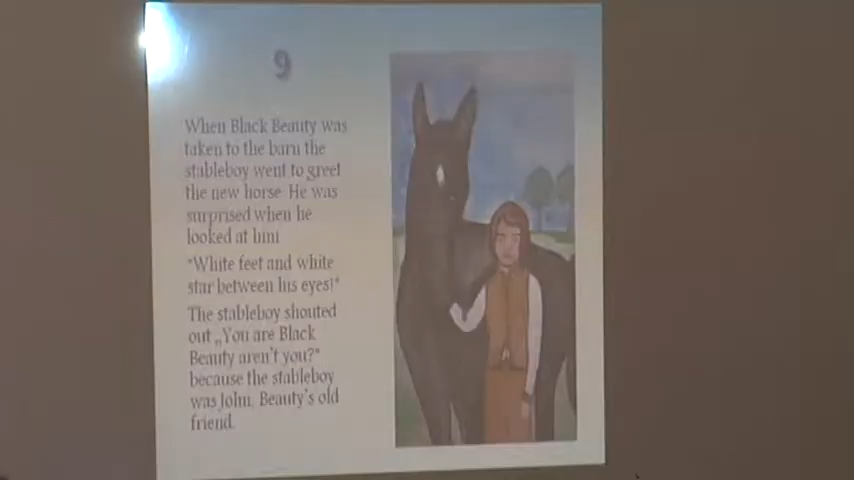 9
When Black Beauty was
taken to the barn the
stableboy went to greet
the new horse. He was
surprised when he
looked at him
"White feet and white
star between his eyes!"
The stableboy shouted
out „You are Black
Beauty aren't you?"
because the stableboy
was John, Beauty's old
friend.